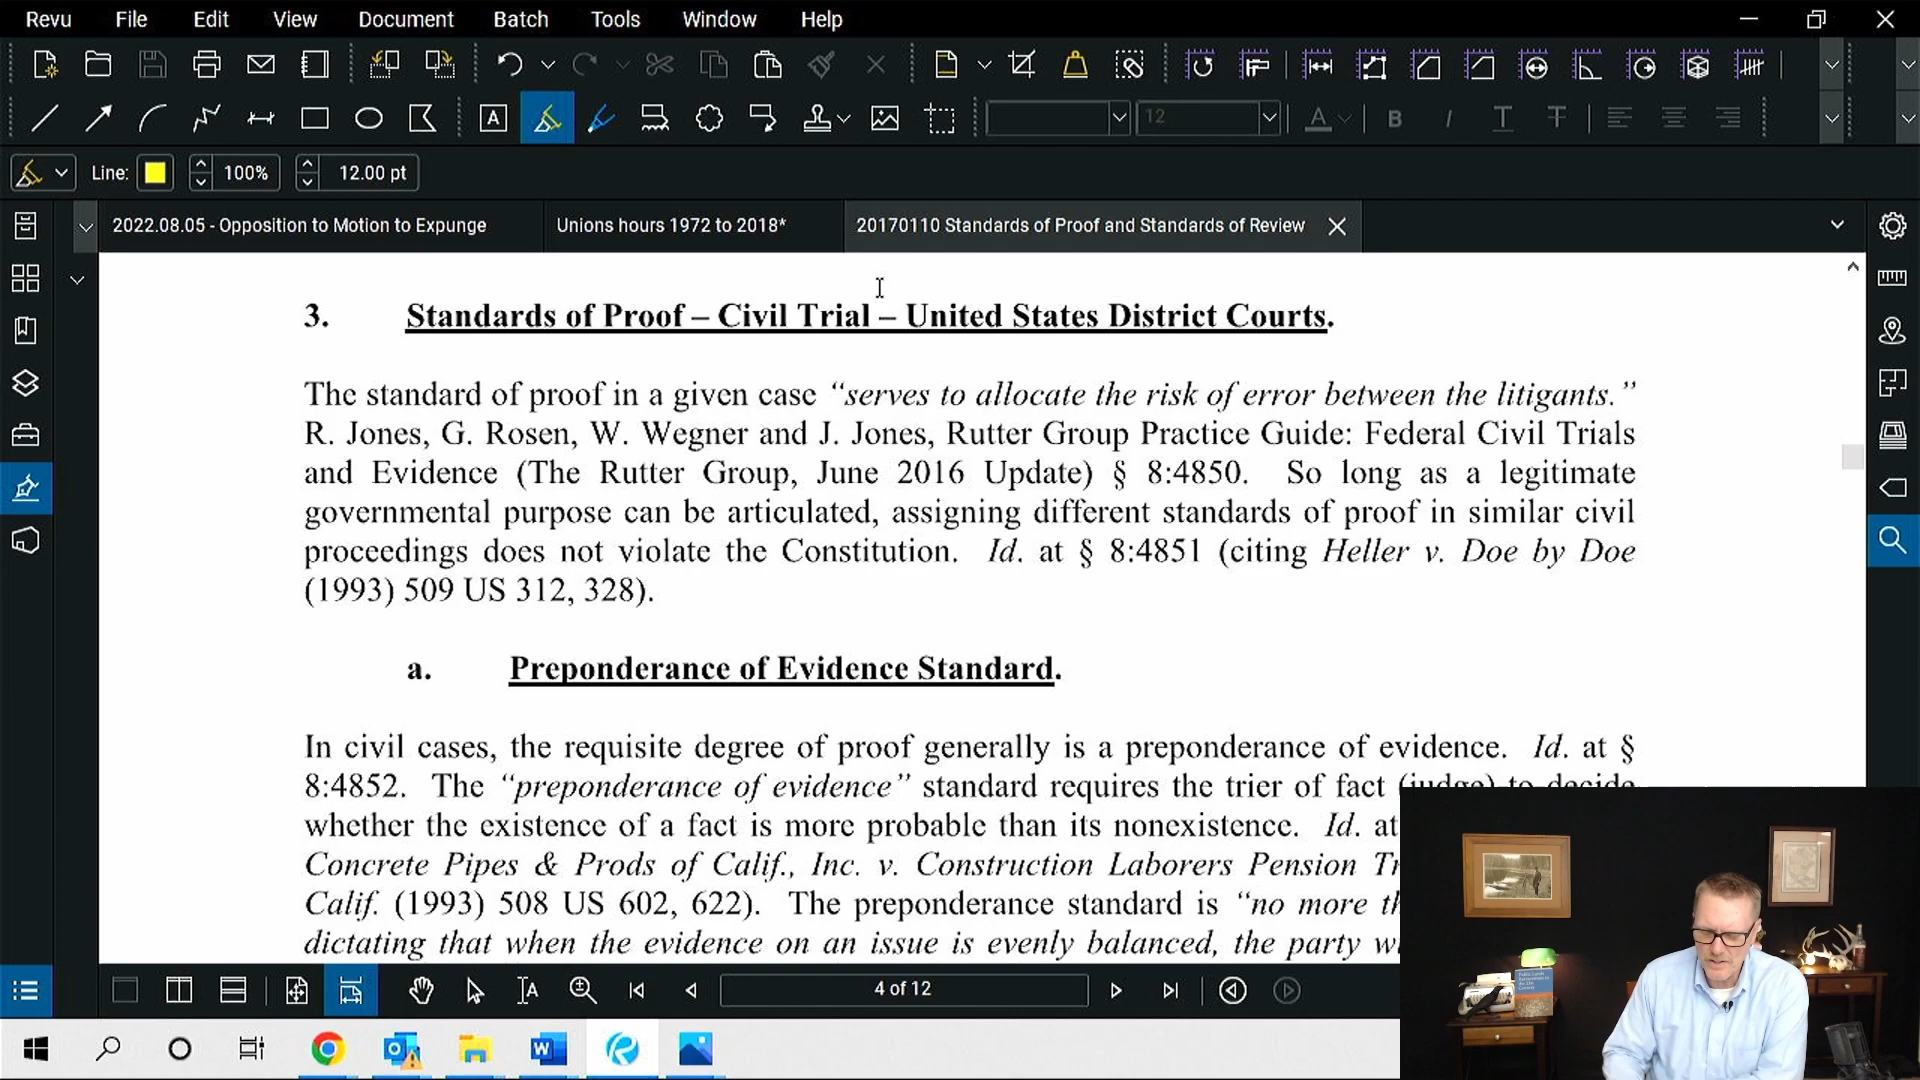 Revu File Edit View Document Batch Tools Window Help
12
A B I T T
Line: 100% 12.00 pt
2022.08.05 - Opposition to Motion to Expunge Unions hours 1972 to 2018* 20170110 Standards of Proof and Standards of Review
3. Standards of Proof – Civil Trial – United States District Courts.
The standard of proof in a given case “serves to allocate the risk of error between the litigants.”
R. Jones, G. Rosen, W. Wegner and J. Jones, Rutter Group Practice Guide: Federal Civil Trials
and Evidence (The Rutter Group, June 2016 Update) § 8:4850. So long as a legitimate
governmental purpose can be articulated, assigning different standards of proof in similar civil
proceedings does not violate the Constitution. Id. at § 8:4851 (citing Heller v. Doe by Doe
(1993) 509 US 312, 328).
a. Preponderance of Evidence Standard.
In civil cases, the requisite degree of proof generally is a preponderance of evidence. Id. at §
8:4852. The “preponderance of evidence” standard requires the trier of fact (judge) to decide
whether the existence of a fact is more probable than its nonexistence. Id. at
Concrete Pipes & Prods of Calif., Inc. v. Construction Laborers Pension
Calif. (1993) 508 US 602, 622). The preponderance standard is “no more
dictating that when the evidence on an issue is evenly balanced, the party
4 of 12